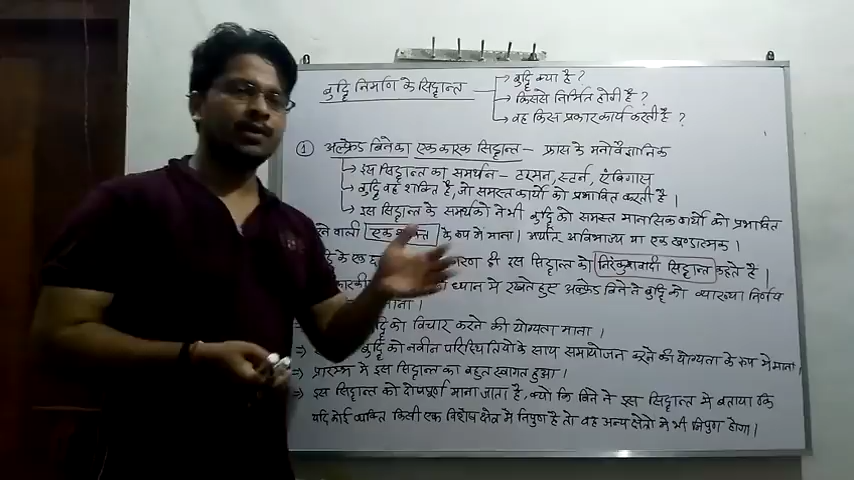 बुद्धि निर्माण के सिद्धान्त
बुद्धि क्या है ?
किससे निर्मित होती है ?
वह किस प्रकार कार्य करती है ?
① अल्फ्रेड बिने का एक कारक सिद्धान्त - फ्रांस के मनोवैज्ञानिक
इस सिद्धान्त का समर्थन - टरमन, स्टर्न, एंबिगास
बुद्धि वह शक्ति है, जो समस्त कार्यो को प्रभावित करती है |
इस सिद्धान्त के समर्थको ने भी बुद्धि को समस्त मानसिक कार्यो को प्रभावित
वाली के रूप मे माना | अर्थात् अविभाज्य या एक खण्डात्मक |
के एक कारण ही इस सिद्धान्त को निरंकुशवादी सिद्धान्त कहते है |
ध्यान मे रखते हुए अल्फ्रेड बिने ने बुद्धि की व्याख्या निर्णय
माना |
को विचार करने की योग्यता माना |
बुद्धि को नवीन परिस्थितियो के साथ समायोजन करने की योग्यता के रूप मे माना |
⇒ प्रारम्भ मे इस सिद्धान्त का बहुत स्वागत हुआ |
⇒ इस सिद्धान्त को दोषपूर्ण माना जाता है, क्यो कि बिने ने इस सिद्धान्त मे बताया कि
यदि कोई व्यक्ति किसी एक विशेष क्षेत्र मे निपुण है तो वह अन्य क्षेत्रो मे भी निपुण होगा |